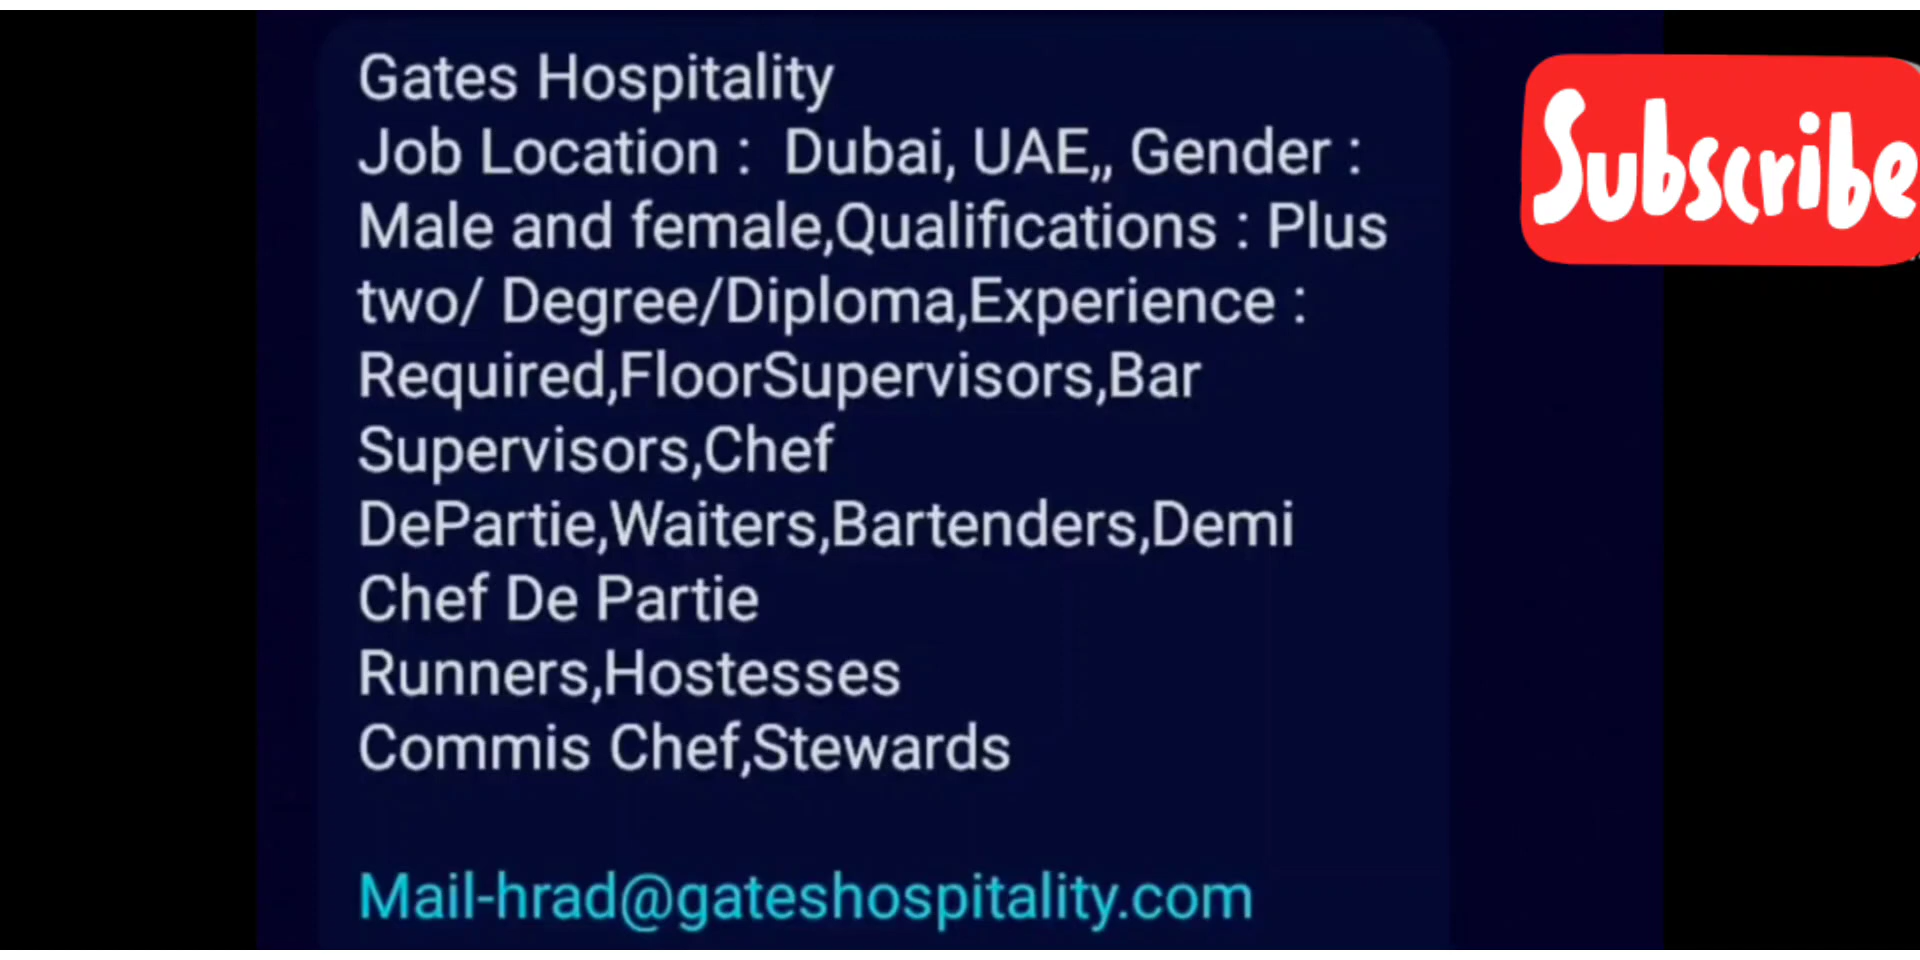 Gates Hospitality
Job Location :  Dubai, UAE,, Gender :
Male and female,Qualifications : Plus
two/ Degree/Diploma,Experience :
Required,FloorSupervisors,Bar
Supervisors,Chef
DePartie,Waiters,Bartenders,Demi
Chef De Partie
Runners,Hostesses
Commis Chef,Stewards
Mail-hrad@gateshospitality.com
Subscribe